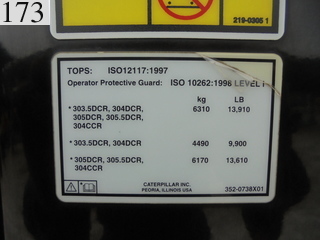 173
219-0305 1
TOPS: ISO12117:1997
Operator Protective Guard: ISO 10262:1998 LEVEL I
kg LB
* 303.5DCR, 304DCR, 6310 13,910
305DCR, 305.5DCR,
304CCR
* 303.5DCR, 304DCR 4490 9,900
* 305DCR, 305.5DCR, 6170 13,610
304CCR
CATERPILLAR INC.
PEORIA, ILLINOIS USA
352-0738X01